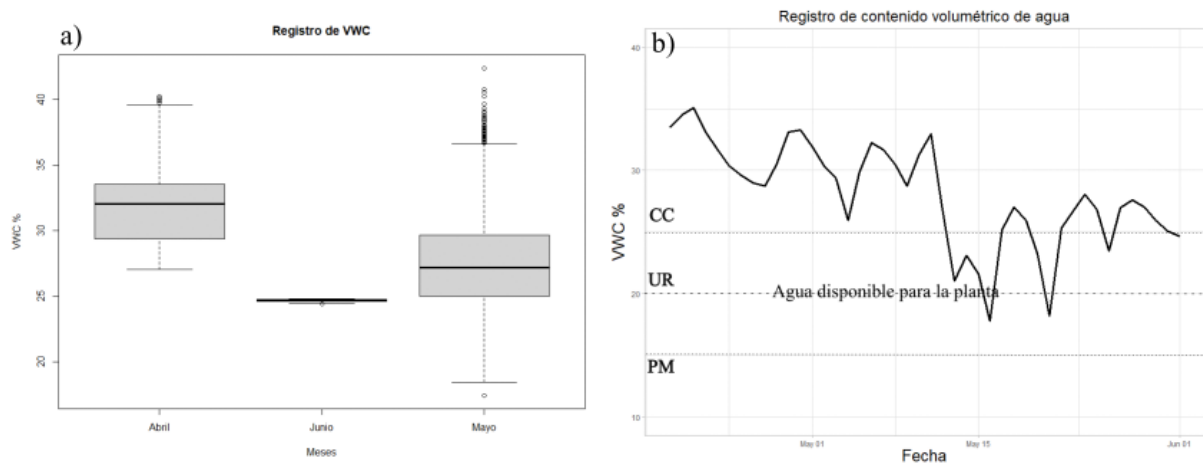 a)
Registro de VWC
VWC %
40
35
30
25
20
Abril
Junio
Mayo
Meses
b)
Registro de contenido volumétrico de agua
VWC %
40
30
20
10
CC
UR
Agua disponible para la planta
PM
May 01
May 15
Jun 01
Fecha